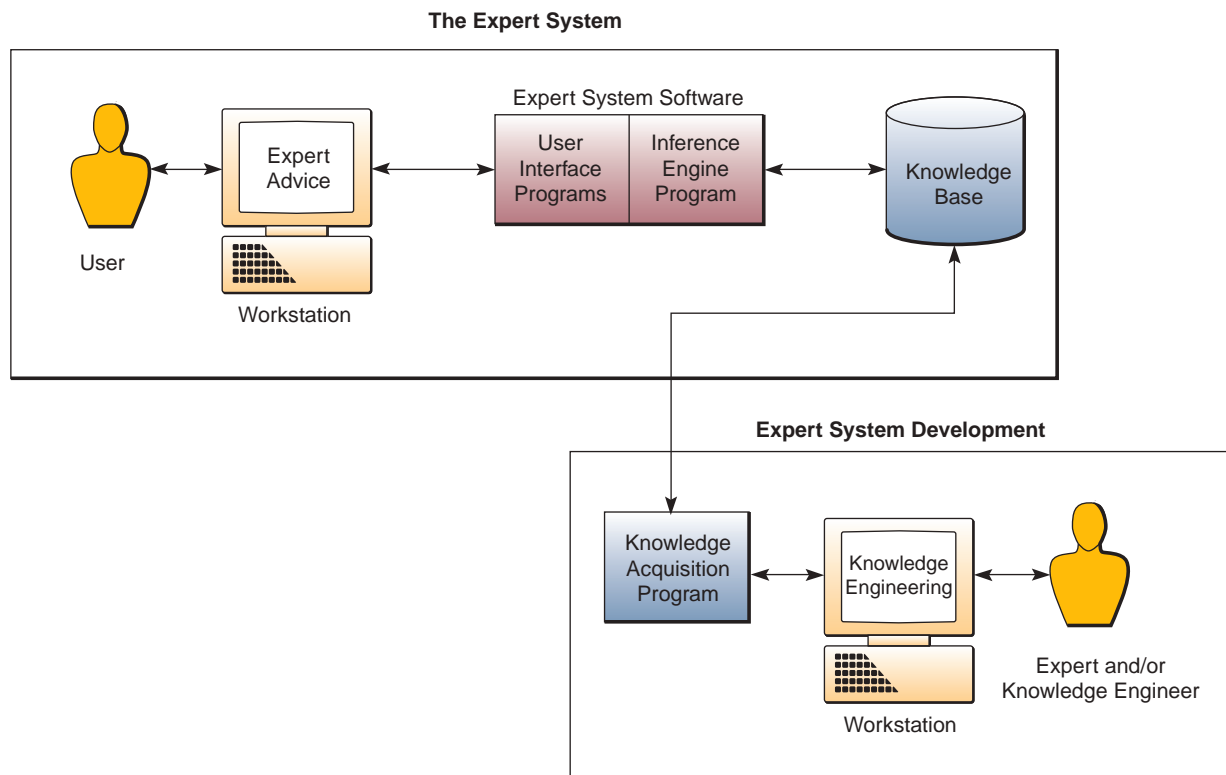 The Expert System
User
Expert
Advice
Workstation
Expert System Software
User
Interface
Programs
Inference
Engine
Program
Knowledge
Base
Expert System Development
Knowledge
Acquisition
Program
Knowledge
Engineering
Workstation
Expert and/or
Knowledge Engineer